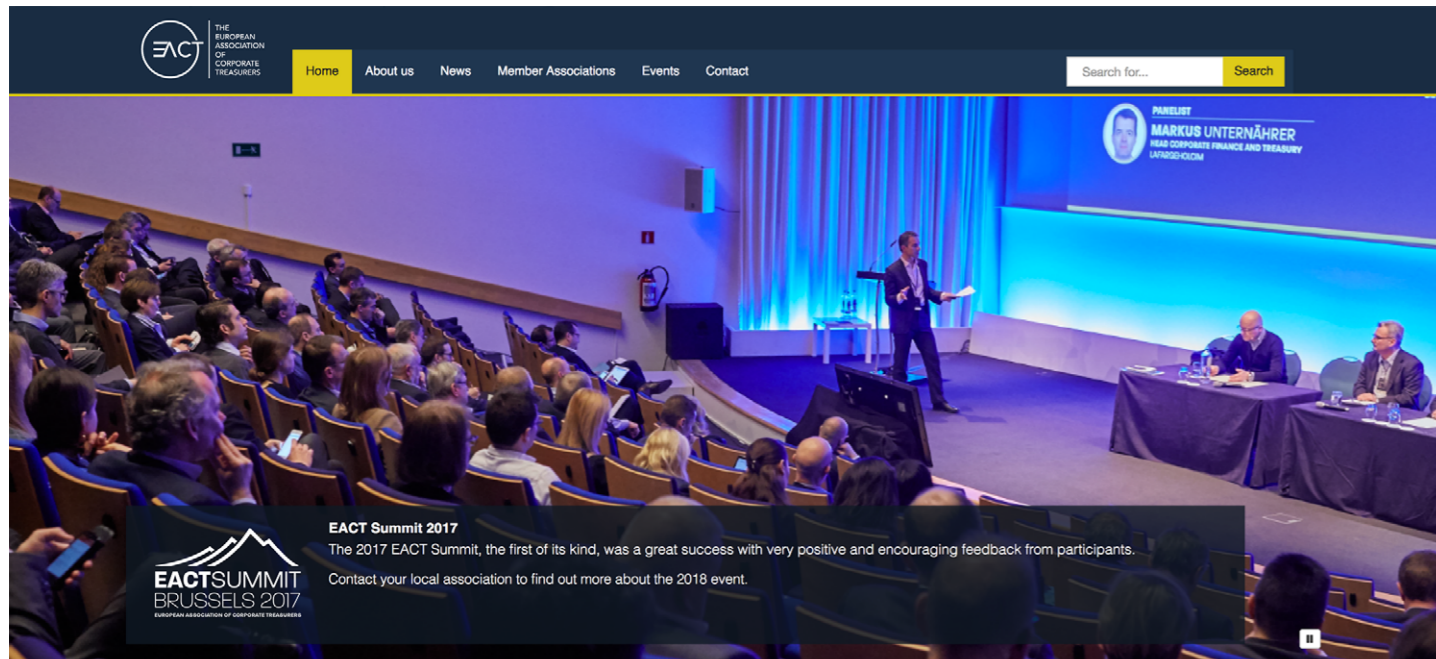 EACT
THE
EUROPEAN
ASSOCIATION
OF
CORPORATE
TREASURERS
Home About us News Member Associations Events Contact
Search for... Search
PANELIST
MARKUS UNTERNÄHRER
HEAD CORPORATE FINANCE AND TREASURY
LAFARGEHOLCIM
EACT Summit 2017
The 2017 EACT Summit, the first of its kind, was a great success with very positive and encouraging feedback from participants.
Contact your local association to find out more about the 2018 event.
EACTSUMMIT
BRUSSELS 2017
EUROPEAN ASSOCIATION OF CORPORATE TREASURERS